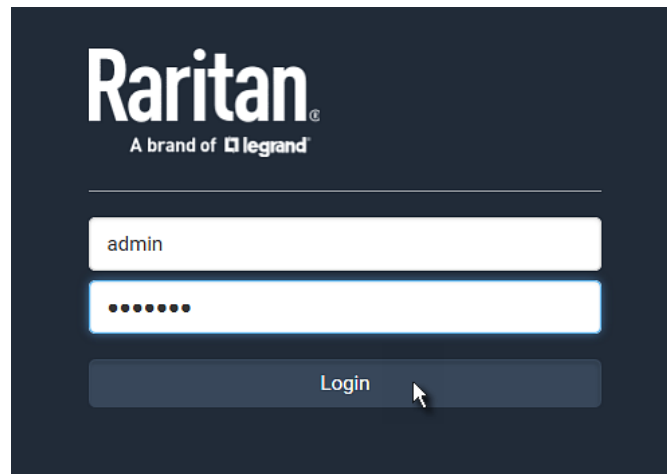 Raritan®
A brand of legrand®
admin
•••••••
Login